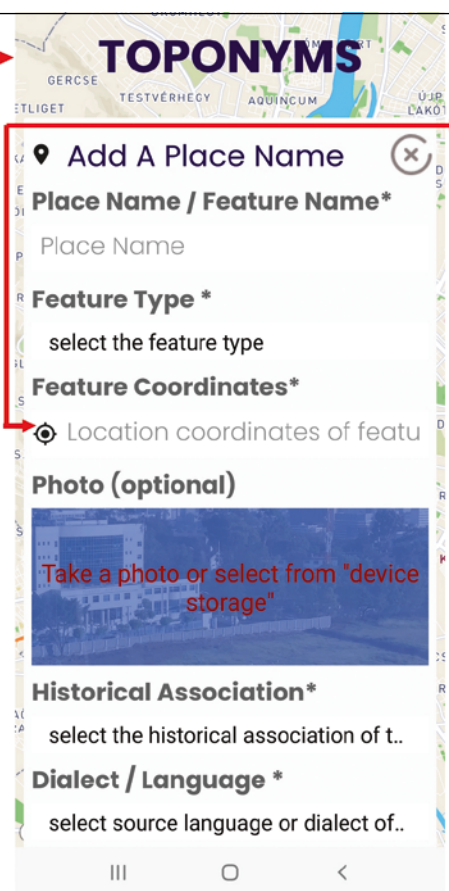 TOPONYMS
GERCSE
TESTVÉRHEGY
AQUINCUM
ETLIGET
Add A Place Name
Place Name / Feature Name*
Place Name
Feature Type *
select the feature type
Feature Coordinates*
Location coordinates of featu
Photo (optional)
Take a photo or select from "device
storage"
Historical Association*
select the historical association of t..
Dialect / Language *
select source language or dialect of..